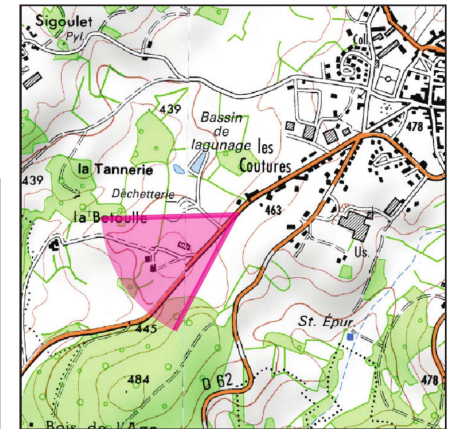 Sigoulet
Pyl.
Coll.
439
Bassin
de
lagunage
les
Coutures
478
la Tannerie
439
Déchetterie
463
la Betoulle
Us.
St. Épur.
445
484
D 62
478
Bois de l'Age